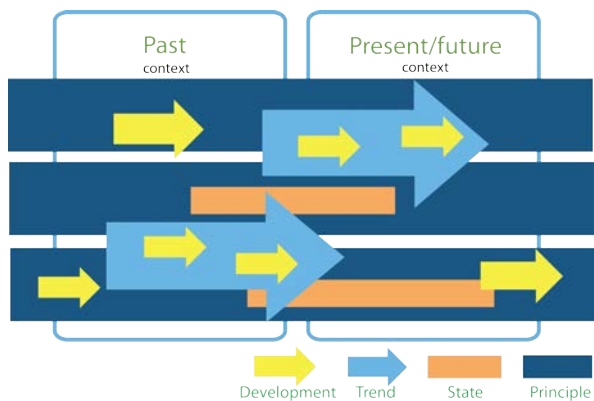 Past
context
Present/future
context
Development
Trend
State
Principle